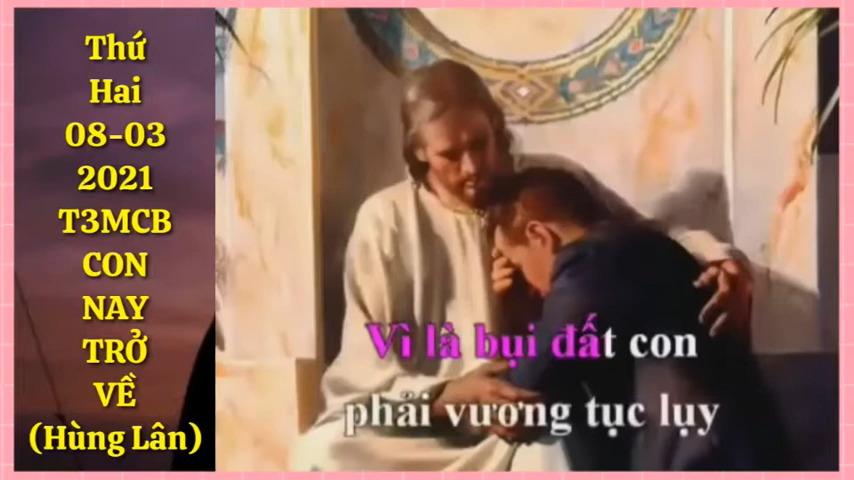 Thứ
Hai
08-03
2021
T3MCB
CON
NAY
TRỞ
VỀ
(Hùng Lân)
Vì là bụi đất con
phải vương tục lụy